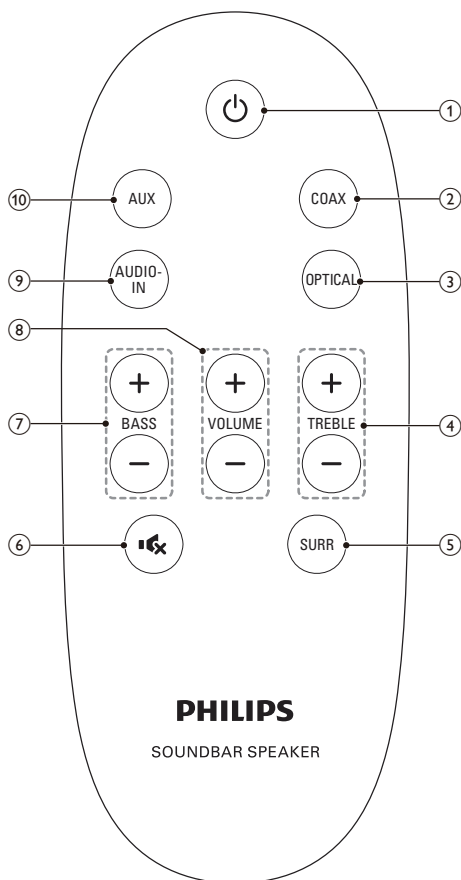 ①
⑩ AUX COAX ②
⑨ AUDIO-
IN OPTICAL ③
⑧
+ + +
⑦ BASS VOLUME TREBLE ④
− − −
⑥ SURR ⑤
PHILIPS
SOUNDBAR SPEAKER